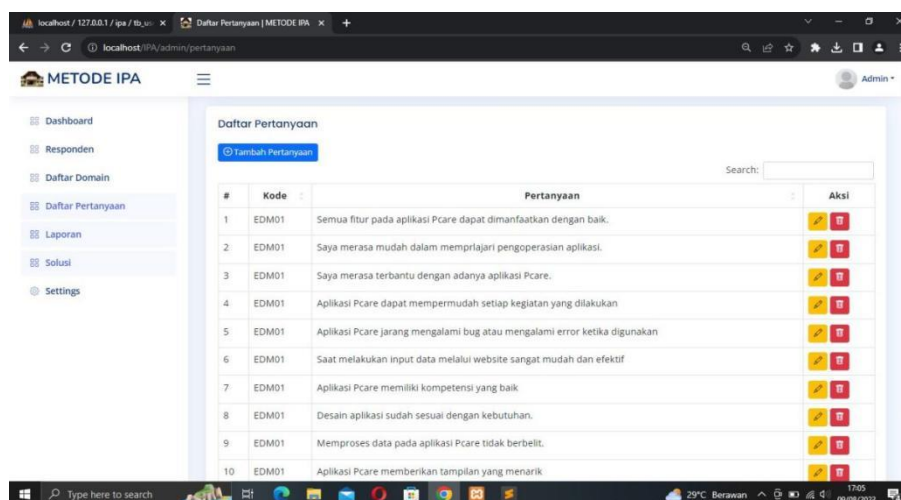 localhost / 127.0.0.1 / ipa / tb_us
Daftar Pertanyaan | METODE IPA
localhost/IPA/admin/pertanyaan
METODE IPA
Admin
Dashboard
Responden
Daftar Domain
Daftar Pertanyaan
Laporan
Solusi
Settings
Daftar Pertanyaan
Tambah Pertanyaan
Search:
# Kode Pertanyaan Aksi
1 EDM01 Semua fitur pada aplikasi Pcare dapat dimanfaatkan dengan baik.
2 EDM01 Saya merasa mudah dalam memprlajari pengoperasian aplikasi.
3 EDM01 Saya merasa terbantu dengan adanya aplikasi Pcare.
4 EDM01 Aplikasi Pcare dapat mempermudah setiap kegiatan yang dilakukan
5 EDM01 Aplikasi Pcare jarang mengalami bug atau mengalami error ketika digunakan
6 EDM01 Saat melakukan input data melalui website sangat mudah dan efektif
7 EDM01 Aplikasi Pcare memiliki kompetensi yang baik
8 EDM01 Desain aplikasi sudah sesuai dengan kebutuhan.
9 EDM01 Memproses data pada aplikasi Pcare tidak berbelit.
10 EDM01 Aplikasi Pcare memberikan tampilan yang menarik
Type here to search
29°C Berawan
17:05
09/08/2023